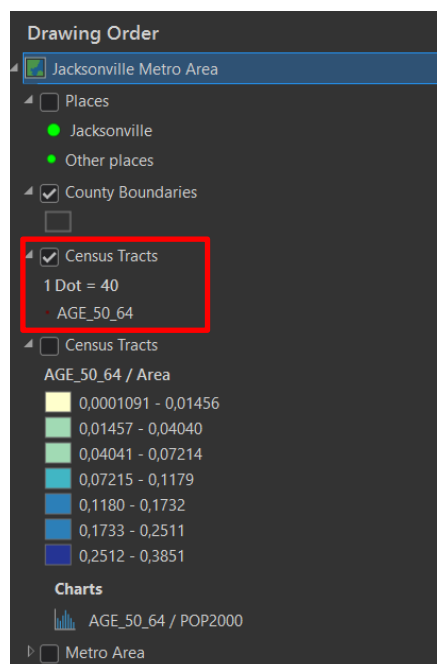 Drawing Order
Jacksonville Metro Area
Places
Jacksonville
Other places
County Boundaries
Census Tracts
1 Dot = 40
AGE_50_64
Census Tracts
AGE_50_64 / Area
0,0001091 - 0,01456
0,01457 - 0,04040
0,04041 - 0,07214
0,07215 - 0,1179
0,1180 - 0,1732
0,1733 - 0,2511
0,2512 - 0,3851
Charts
AGE_50_64 / POP2000
Metro Area